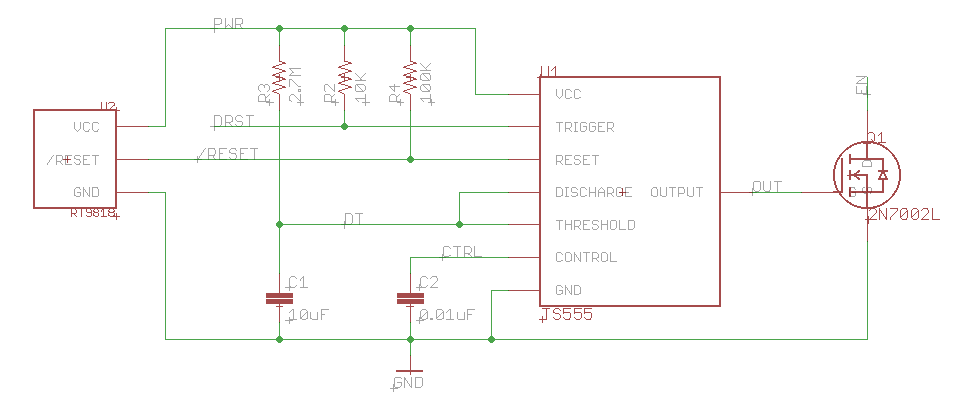 PWR
R3
2.7M
R2
10K
R4
100K
U2
VCC
/RESET
GND
RT9818
DRST
/RESET
DT
CTRL
C1
10uF
C2
0.01uF
GND
U1
VCC
TRIGGER
RESET
DISCHARGE
OUTPUT
THRESHOLD
CONTROL
GND
JS555
OUT
EN
Q1
D
G
S
2N7002L